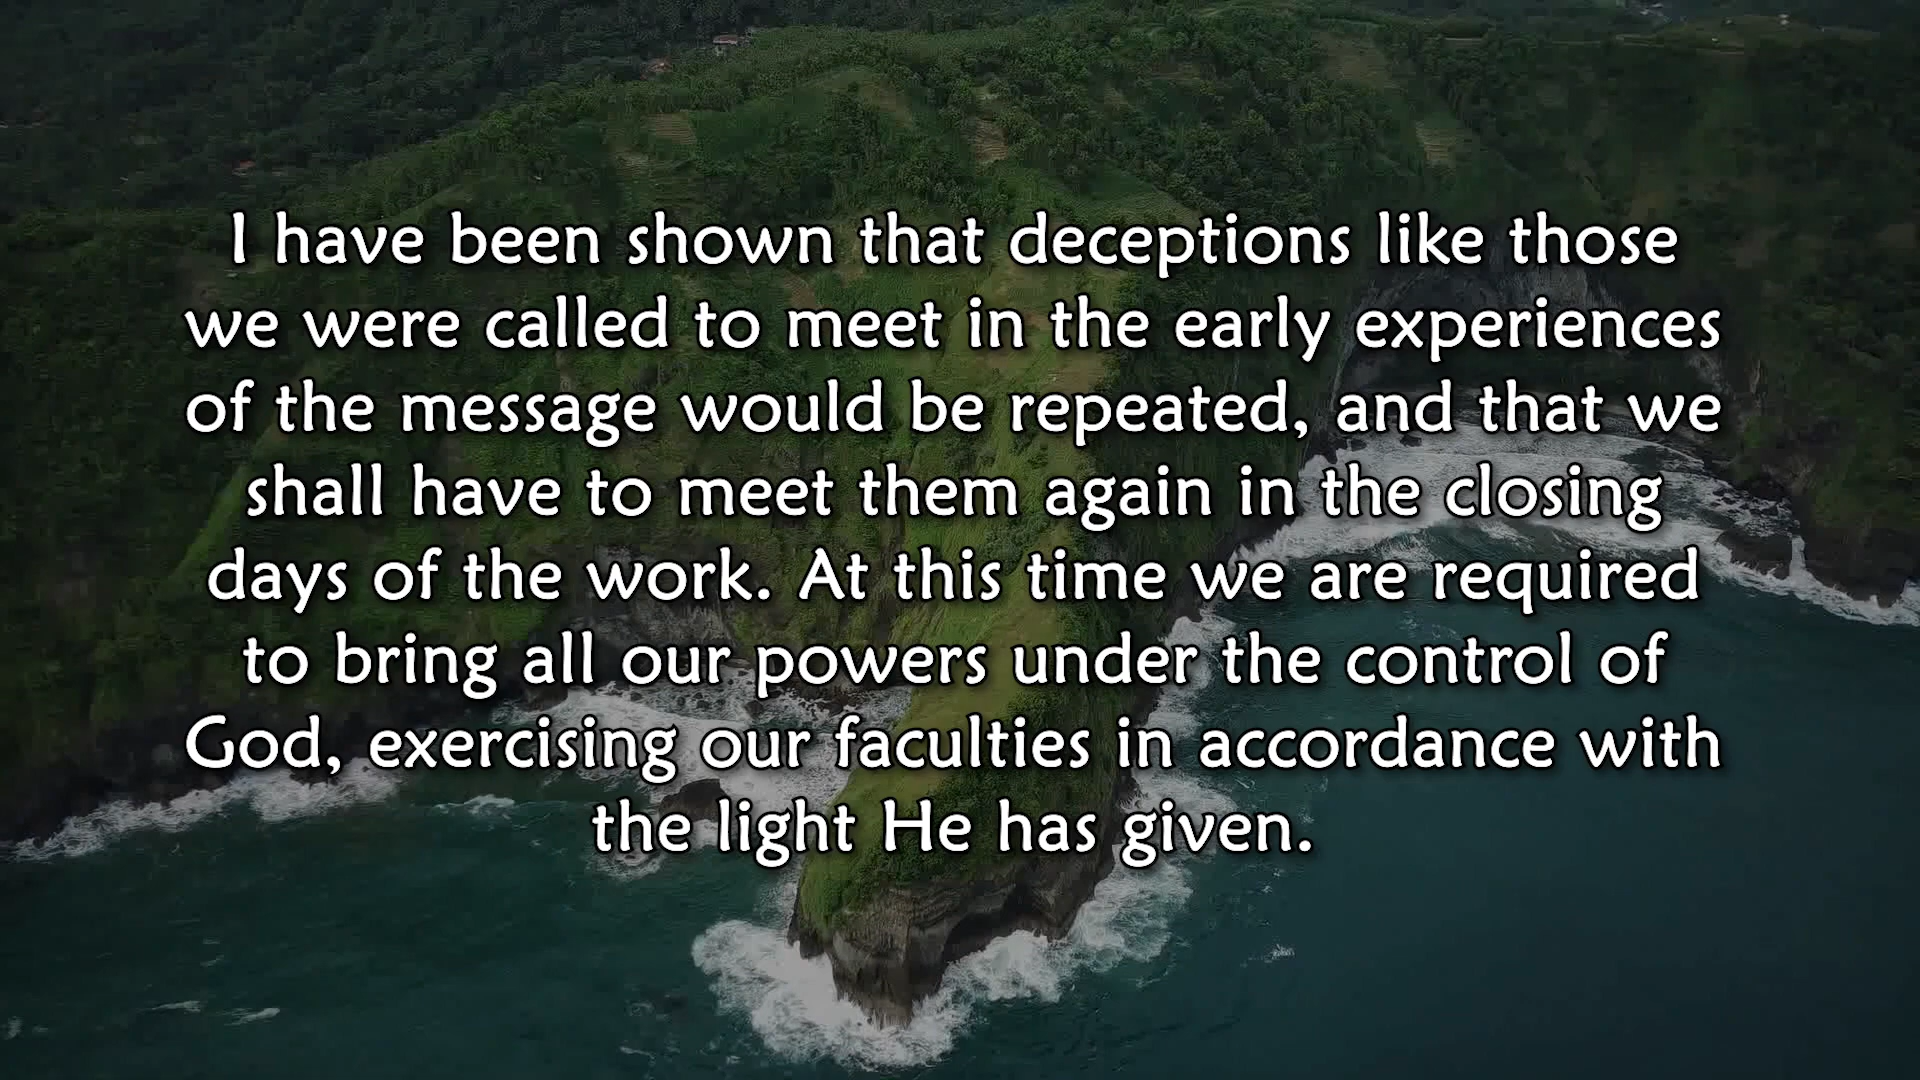 I have been shown that deceptions like those
we were called to meet in the early experiences
of the message would be repeated, and that we
shall have to meet them again in the closing
days of the work. At this time we are required
to bring all our powers under the control of
God, exercising our faculties in accordance with
the light He has given.